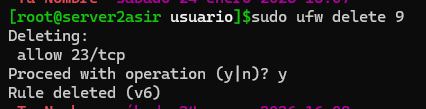 [root@server2asir usuario]$sudo ufw delete 9
Deleting:
 allow 23/tcp
Proceed with operation (y|n)? y
Rule deleted (v6)